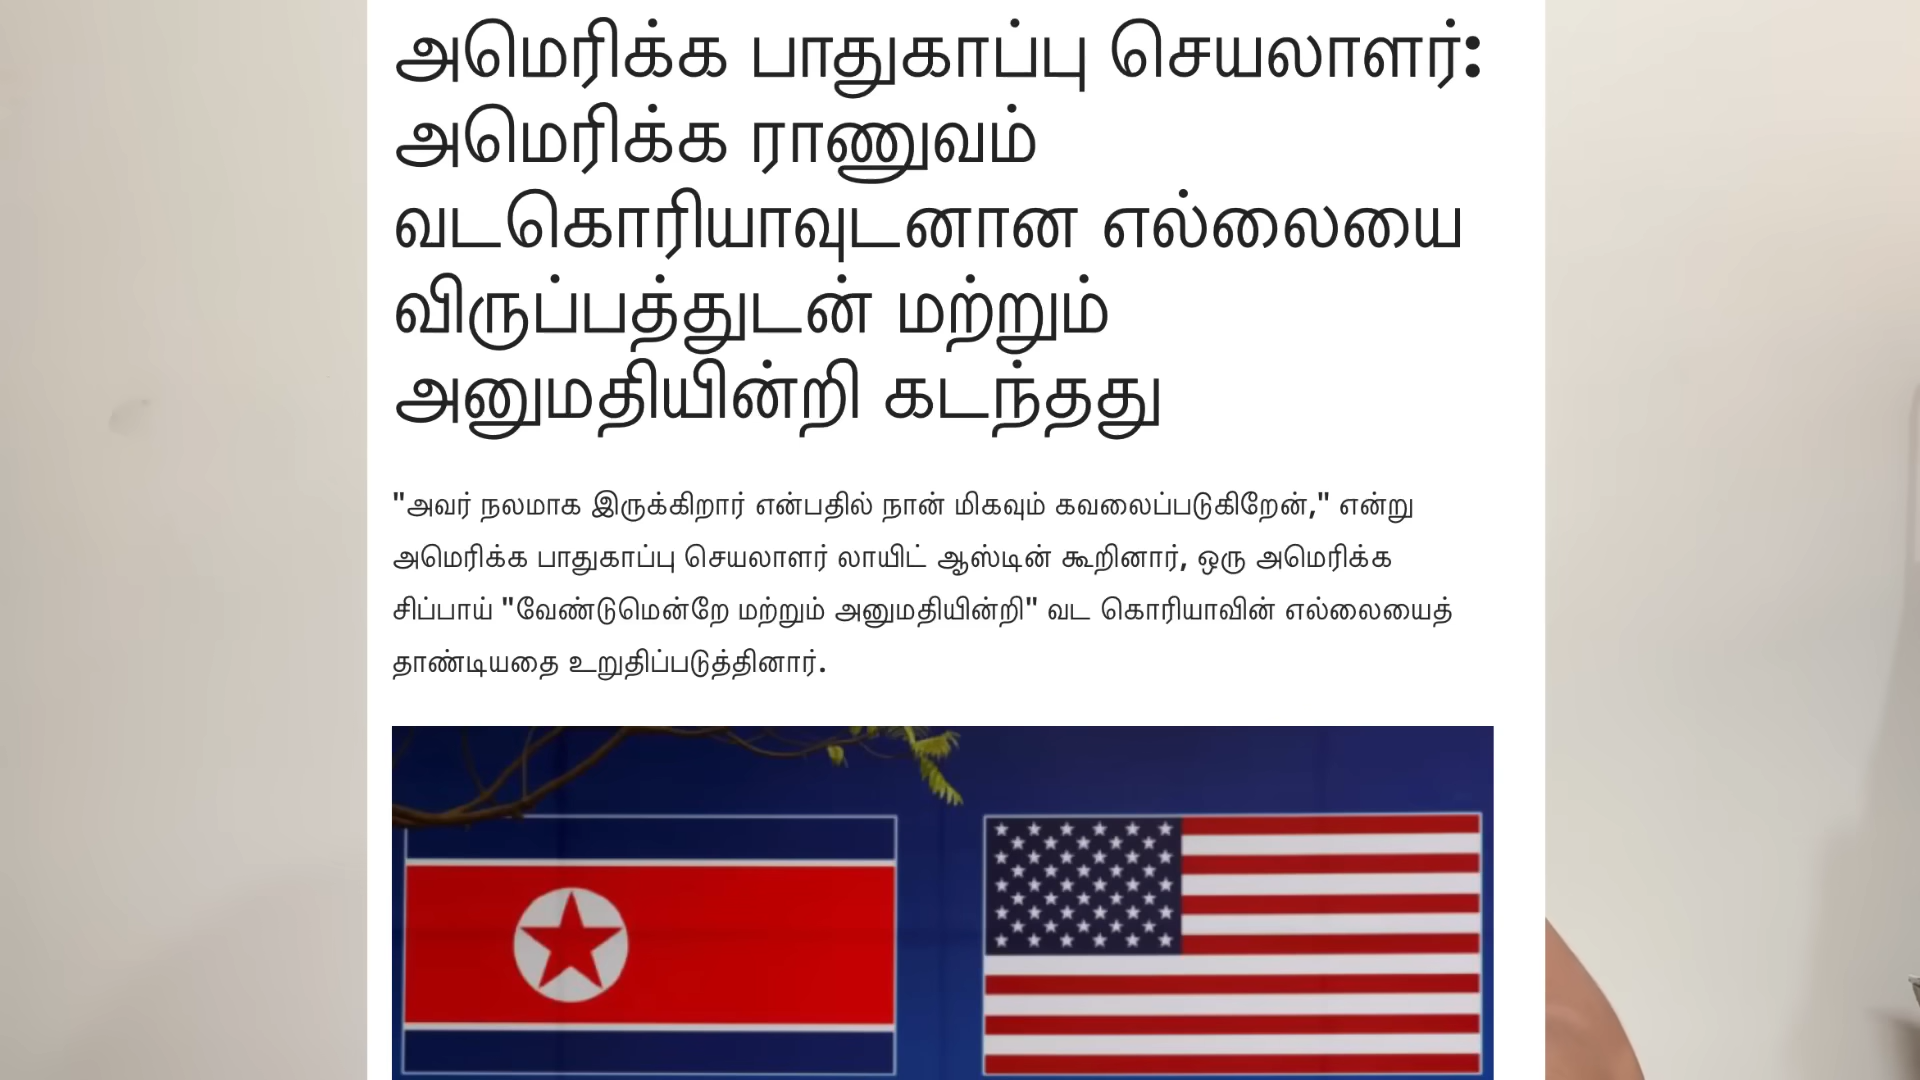 அமெரிக்க பாதுகாப்பு செயலாளர்:
அமெரிக்க ராணுவம்
வடகொரியாவுடனான எல்லையை
விருப்பத்துடன் மற்றும்
அனுமதியின்றி கடந்தது
"அவர் நலமாக இருக்கிறார் என்பதில் நான் மிகவும் கவலைப்படுகிறேன்," என்று
அமெரிக்க பாதுகாப்பு செயலாளர் லாயிட் ஆஸ்டின் கூறினார், ஒரு அமெரிக்க
சிப்பாய் "வேண்டுமென்றே மற்றும் அனுமதியின்றி" வட கொரியாவின் எல்லையைத்
தாண்டியதை உறுதிப்படுத்தினார்.